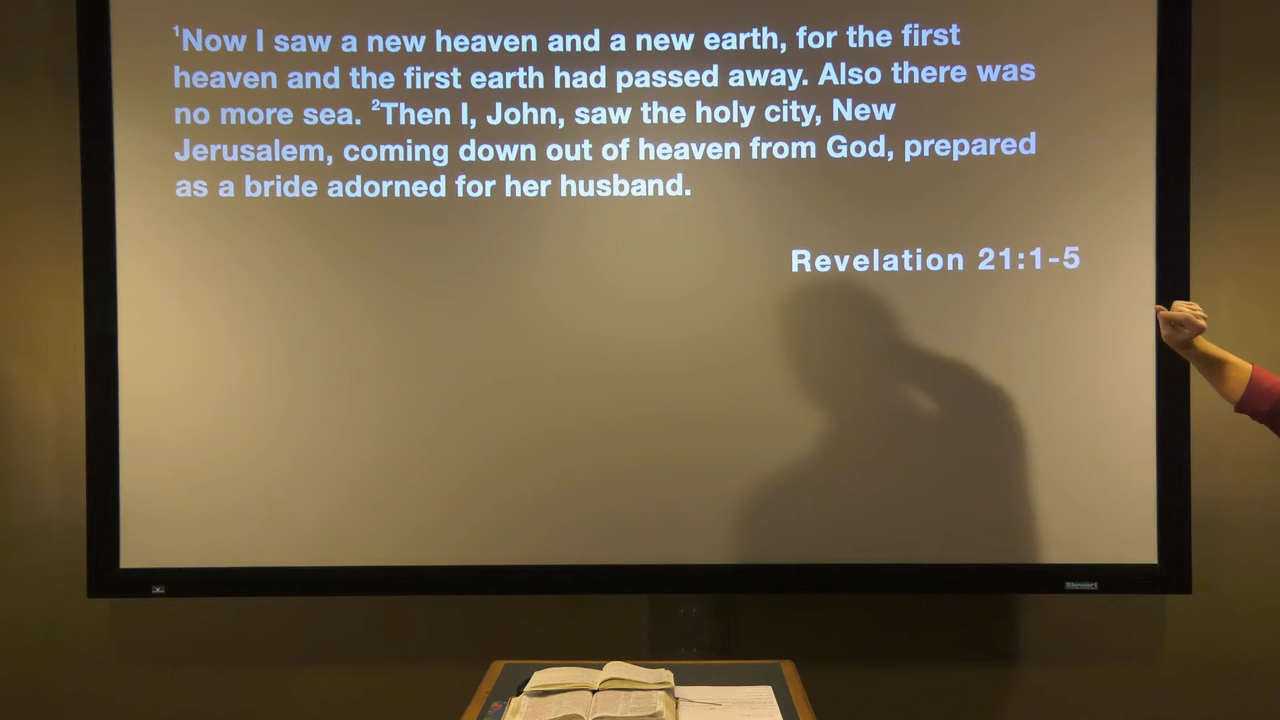 ¹Now I saw a new heaven and a new earth, for the first
heaven and the first earth had passed away. Also there was
no more sea. ²Then I, John, saw the holy city, New
Jerusalem, coming down out of heaven from God, prepared
as a bride adorned for her husband.
Revelation 21:1-5
Stewart